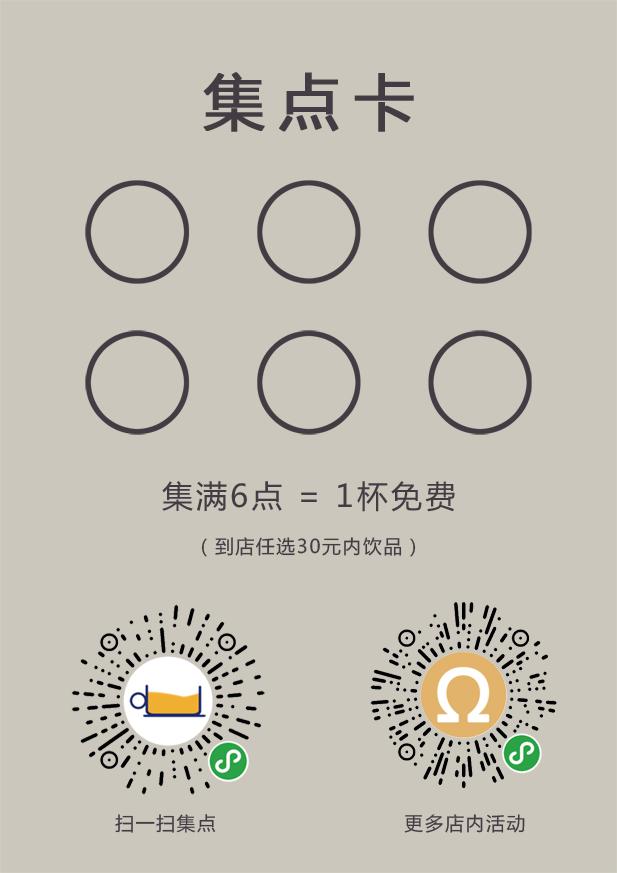 集点卡
集满6点 = 1杯免费
（到店任选30元内饮品）
Ω
扫一扫集点
更多店内活动